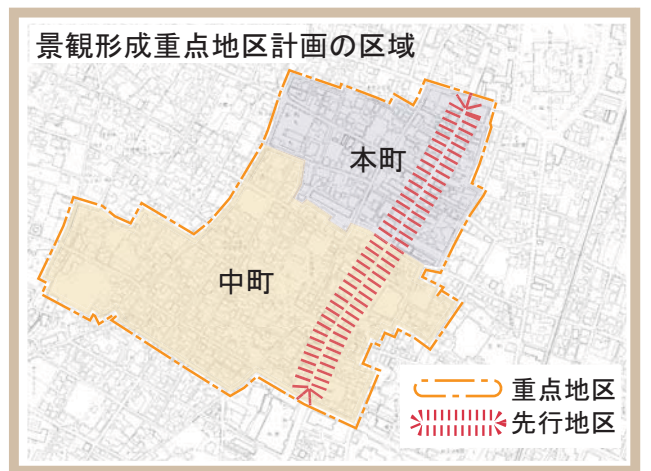 景観形成重点地区計画の区域
本町
中町
重点地区
先行地区